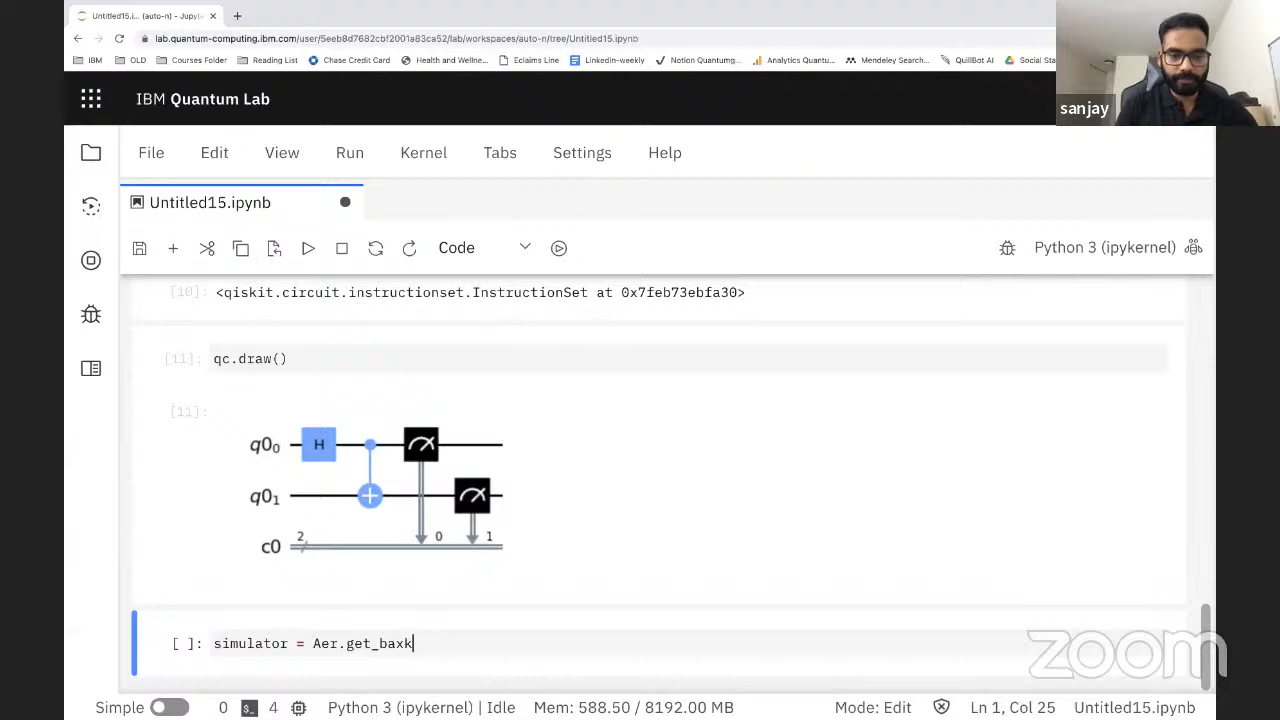 Untitled15.i... (auto-n) - Jupyte
lab.quantum-computing.ibm.com/user/5eeb8d7682cbf2001a83ca52/lab/workspaces/auto-n/tree/Untitled15.ipynb
IBM OLD Courses Folder Reading List Chase Credit Card Health and Wellne... Eclaims Line LinkedIn-weekly Notion Quantumg... Analytics Quantu... Mendeley Search... QuillBot AI Social Sta
sanjay
IBM Quantum Lab
File Edit View Run Kernel Tabs Settings Help
Untitled15.ipynb
Code
Python 3 (ipykernel)
[10]: <qiskit.circuit.instructionset.InstructionSet at 0x7feb73ebfa30>
[11]: qc.draw()
[11]:
q0₀ H
q0₁
c0 2 0 1
[ ]: simulator = Aer.get_baxk
zoom
Simple 0 $_ 4 Python 3 (ipykernel) | Idle Mem: 588.50 / 8192.00 MB Mode: Edit Ln 1, Col 25 Untitled15.ipynb